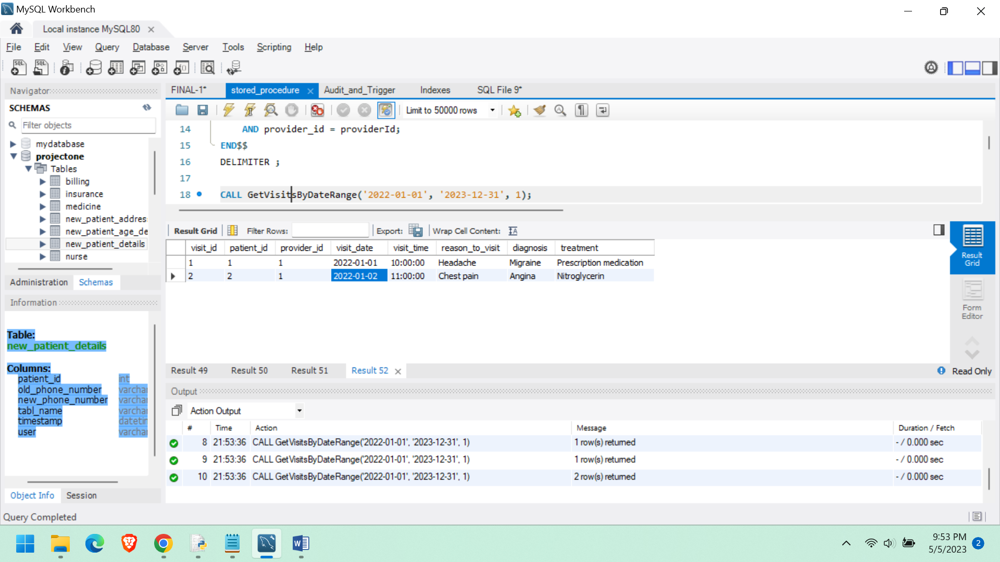 MySQL Workbench
Local instance MySQL80
File Edit View Query Database Server Tools Scripting Help
Navigator
SCHEMAS
Filter objects
mydatabase
projectone
Tables
billing
insurance
medicine
new_patient_addres
new_patient_age_de
new_patient_details
nurse
Administration Schemas
Information
Table:
new_patient_details
Columns:
patient_id int
old_phone_number varchar
new_phone_number varchar
tabl_name varchar
timestamp datetim
user varchar
Object Info Session
FINAL-1* stored_procedure Audit_and_Trigger Indexes SQL File 9*
Limit to 50000 rows
14 AND provider_id = providerId;
15 END$$
16 DELIMITER ;
17
18 CALL GetVisitsByDateRange('2022-01-01', '2023-12-31', 1);
Result Grid Filter Rows: Export: Wrap Cell Content:
visit_id patient_id provider_id visit_date visit_time reason_to_visit diagnosis treatment
1 1 1 2022-01-01 10:00:00 Headache Migraine Prescription medication
2 2 1 2022-01-02 11:00:00 Chest pain Angina Nitroglycerin
Result
Grid
Form
Editor
Result 49 Result 50 Result 51 Result 52
Read Only
Output
Action Output
# Time Action Message Duration / Fetch
8 21:53:36 CALL GetVisitsByDateRange('2022-01-01', '2023-12-31', 1) 1 row(s) returned - / 0.000 sec
9 21:53:36 CALL GetVisitsByDateRange('2022-01-01', '2023-12-31', 1) 1 row(s) returned - / 0.000 sec
10 21:53:36 CALL GetVisitsByDateRange('2022-01-01', '2023-12-31', 1) 2 row(s) returned - / 0.000 sec
Query Completed
9:53 PM
5/5/2023
2